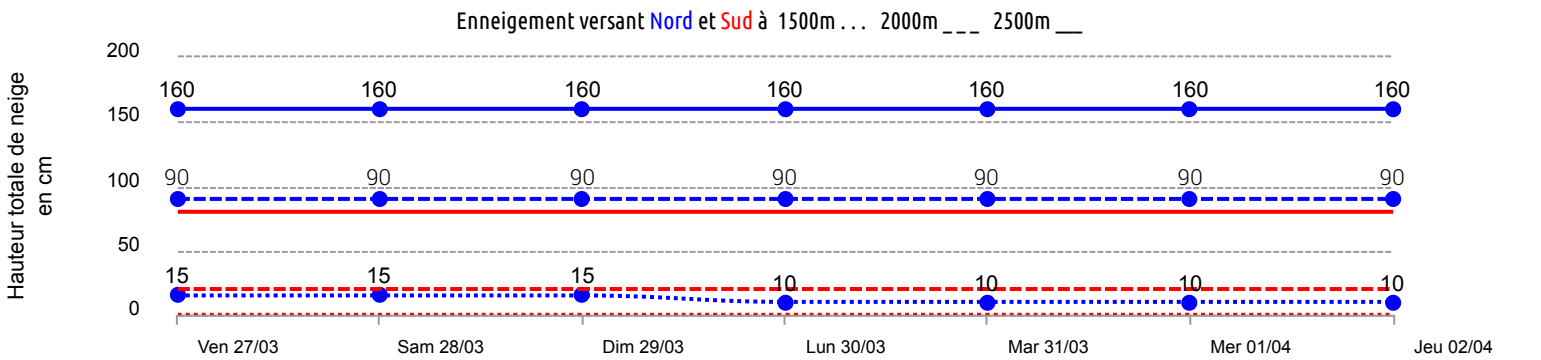 Enneigement versant Nord et Sud à 1500m . . . 2000m _ _ _ 2500m ___
Hauteur totale de neige
en cm
200
160 160 160 160 160 160 160
150
100
90 90 90 90 90 90 90
50
15 15 15 10 10 10 10
0
Ven 27/03 Sam 28/03 Dim 29/03 Lun 30/03 Mar 31/03 Mer 01/04 Jeu 02/04